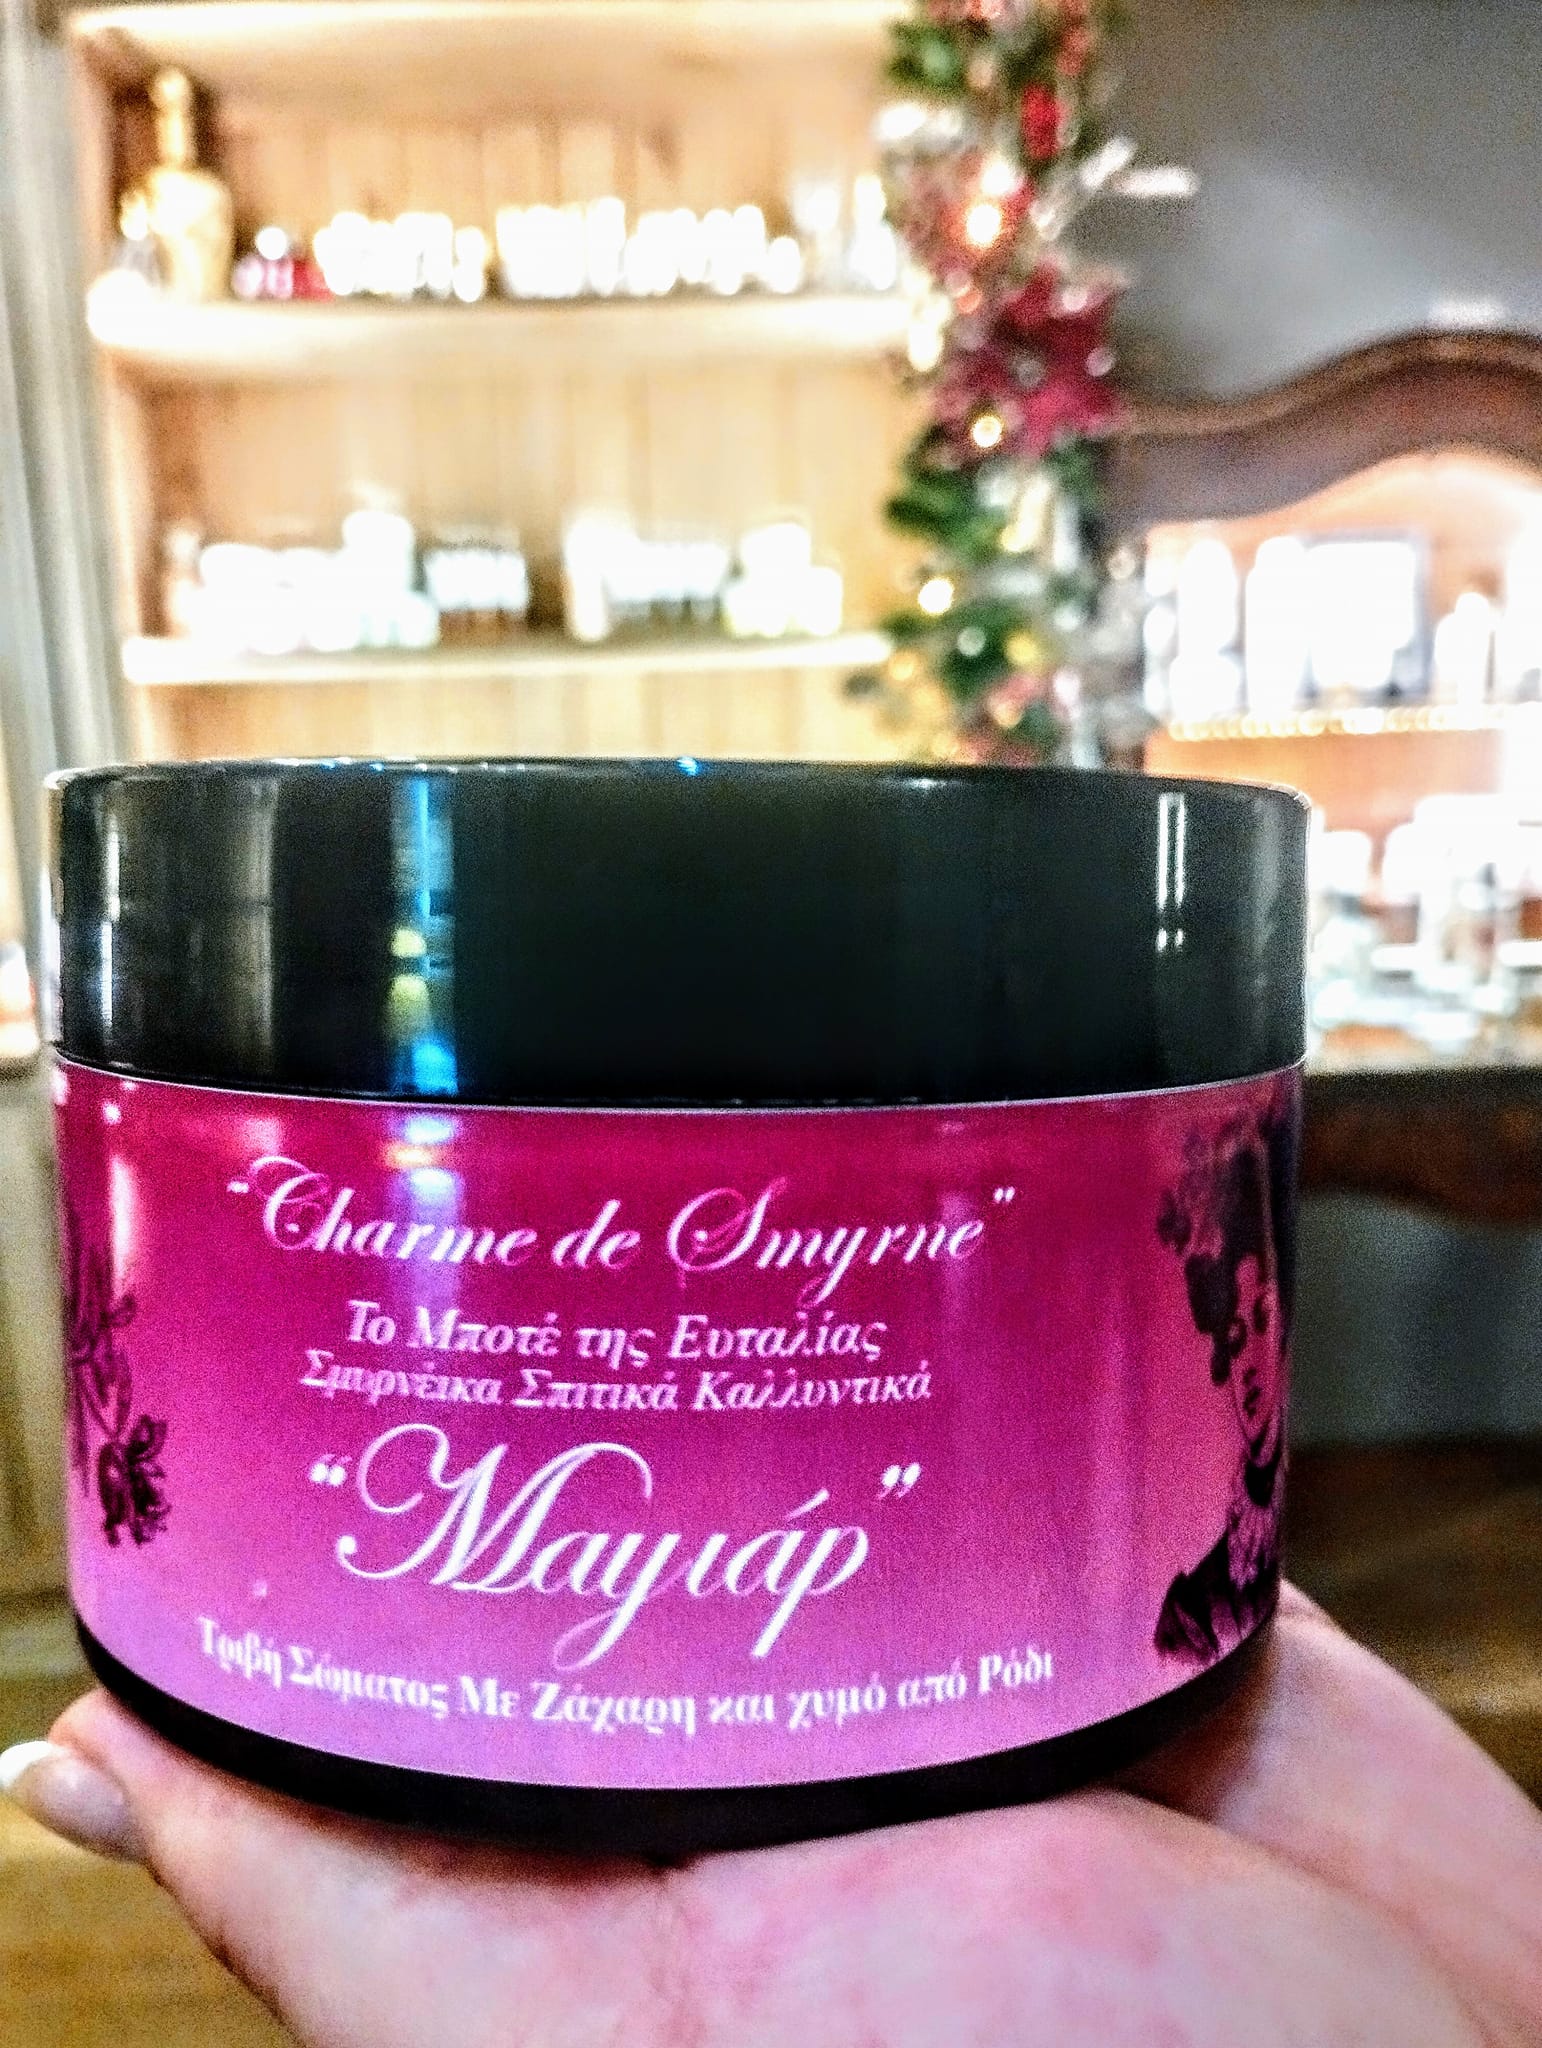 "Charme de Smyrne"
Το Μποτέ της Ευταλίας
Σμυρνέικα Σπιτικά Καλλυντικά
"Μαγιάρ"
Τριβή Σώματος Με Ζάχαρη και χυμό από Ρόδι